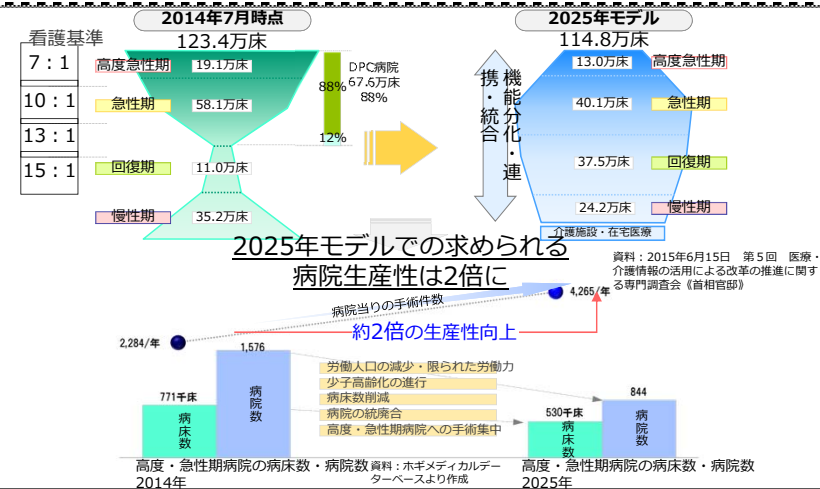 2014年7月時点
123.4万床
看護基準
7：1
10：1
13：1
15：1
高度急性期
19.1万床
急性期
58.1万床
回復期
11.0万床
慢性期
35.2万床
88%
12%
DPC病院
67.6万床
88%
2025年モデル
114.8万床
機能分化・連
携・統合
13.0万床
高度急性期
40.1万床
急性期
37.5万床
回復期
24.2万床
慢性期
介護施設・在宅医療
2025年モデルでの求められる
病院生産性は2倍に
資料：2015年6月15日　第５回　医療・
介護情報の活用による改革の推進に関す
る専門調査会《首相官邸》
病院当りの手術件数
4,265/年
約2倍の生産性向上
2,284/年
1,576
771千床
病床数
病院数
労働人口の減少・限られた労働力
少子高齢化の進行
病床数削減
病院の統廃合
高度・急性期病院への手術集中
844
530千床
病床数
病院数
高度・急性期病院の病床数・病院数
2014年
資料：ホギメディカルデー
ターベースより作成
高度・急性期病院の病床数・病院数
2025年